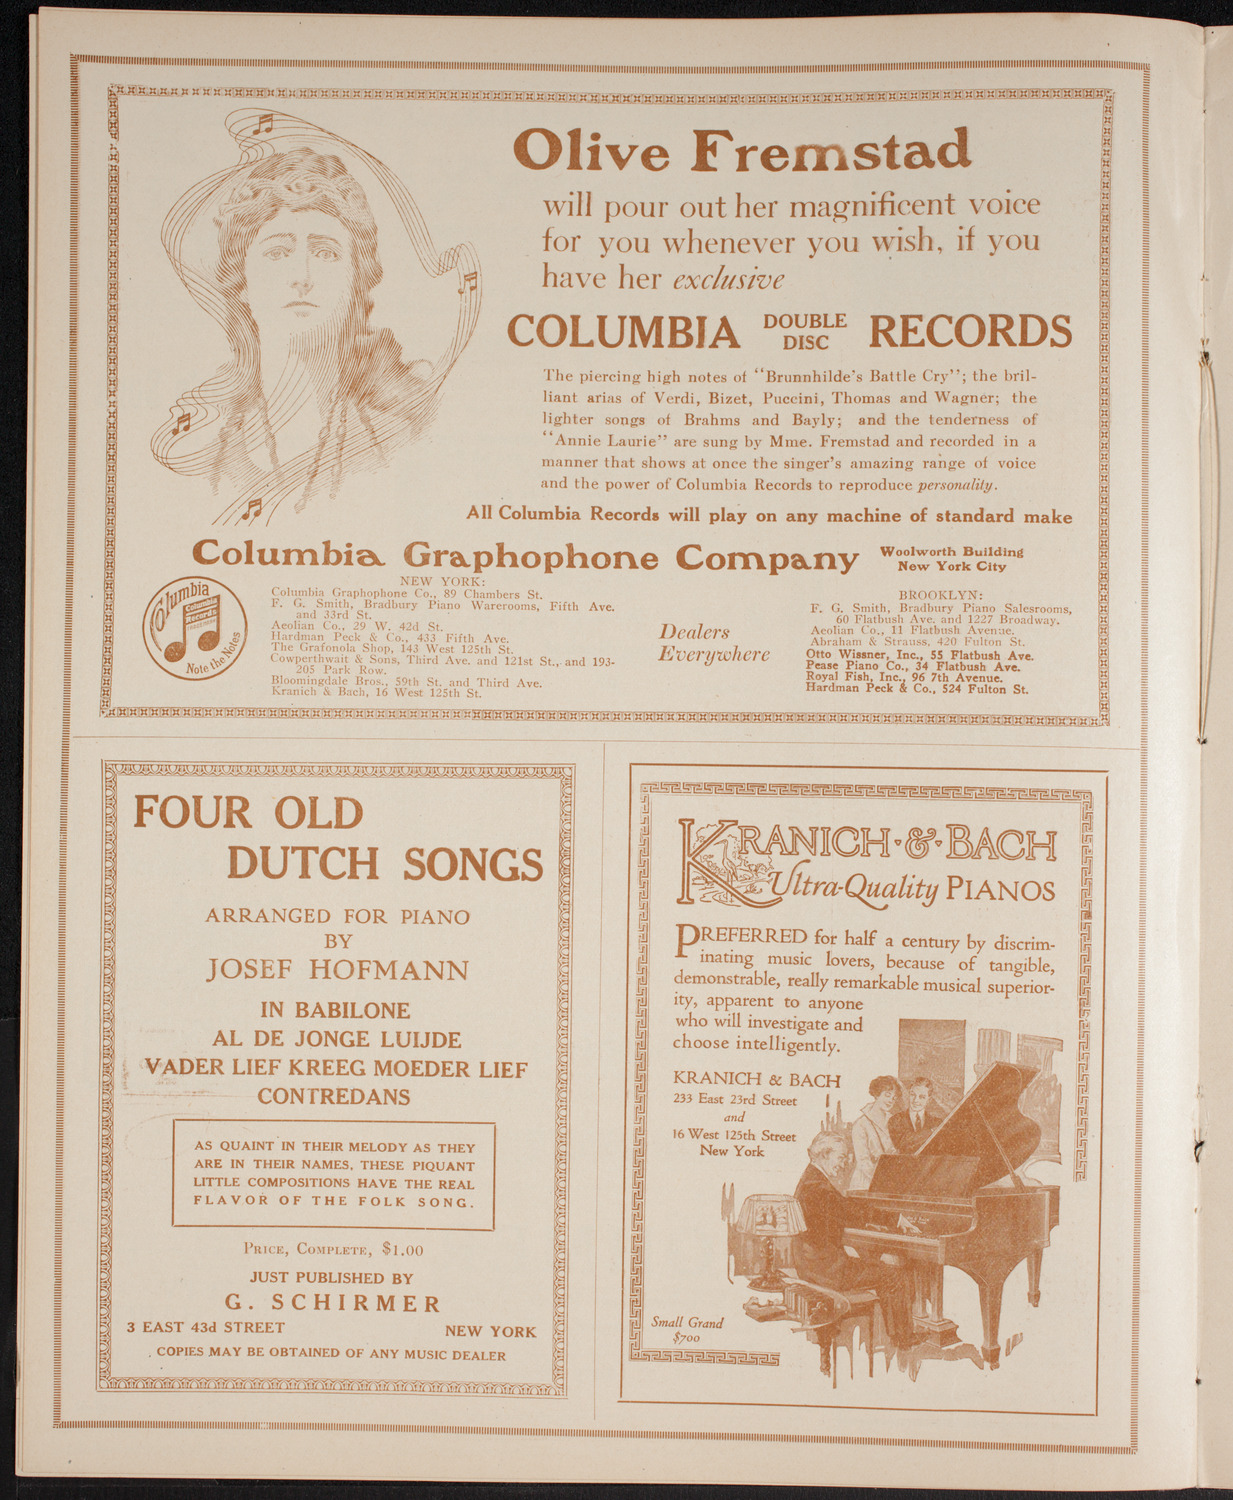 Olive Fremstad
will pour out her magnificent voice
for you whenever you wish, if you
have her exclusive
COLUMBIA DOUBLE DISC RECORDS
The piercing high notes of “Brunnhilde’s Battle Cry”; the bril-
liant arias of Verdi, Bizet, Puccini, Thomas and Wagner; the
lighter songs of Brahms and Bayly; and the tenderness of
“Annie Laurie” are sung by Mme. Fremstad and recorded in a
manner that shows at once the singer’s amazing range of voice
and the power of Columbia Records to reproduce personality.
All Columbia Records will play on any machine of standard make
Columbia Graphophone Company
Woolworth Building
New York City
Columbia
Columbia
Records
Note the Notes
NEW YORK:
Columbia Graphophone Co., 89 Chambers St.
F. G. Smith, Bradbury Piano Warerooms, Fifth Ave.
and 33rd St.
Aeolian Co., 29 W. 42d St.
Hardman Peck & Co., 433 Fifth Ave.
The Grafonola Shop, 143 West 125th St.
Cowperthwait & Sons, Third Ave. and 121st St., and 193-
205 Park Row.
Bloomingdale Bros., 59th St. and Third Ave.
Kranich & Bach, 16 West 125th St.
Dealers
Everywhere
BROOKLYN:
F. G. Smith, Bradbury Piano Salesrooms,
60 Flatbush Ave. and 1227 Broadway.
Aeolian Co., 11 Flatbush Avenue.
Abraham & Strauss, 420 Fulton St.
Otto Wissner, Inc., 55 Flatbush Ave.
Pease Piano Co., 34 Flatbush Ave.
Royal Fish, Inc., 96 7th Avenue.
Hardman Peck & Co., 524 Fulton St.
FOUR OLD
DUTCH SONGS
ARRANGED FOR PIANO
BY
JOSEF HOFMANN
IN BABILONE
AL DE JONGE LUIJDE
VADER LIEF KREEG MOEDER LIEF
CONTREDANS
AS QUAINT IN THEIR MELODY AS THEY
ARE IN THEIR NAMES, THESE PIQUANT
LITTLE COMPOSITIONS HAVE THE REAL
FLAVOR OF THE FOLK SONG.
PRICE, COMPLETE, $1.00
JUST PUBLISHED BY
G. SCHIRMER
3 EAST 43d STREET NEW YORK
COPIES MAY BE OBTAINED OF ANY MUSIC DEALER
KRANICH·&·BACH
Ultra-Quality PIANOS
PREFERRED for half a century by discrim-
inating music lovers, because of tangible,
demonstrable, really remarkable musical superior-
ity, apparent to anyone
who will investigate and
choose intelligently.
KRANICH & BACH
233 East 23rd Street
and
16 West 125th Street
New York
Small Grand
$700